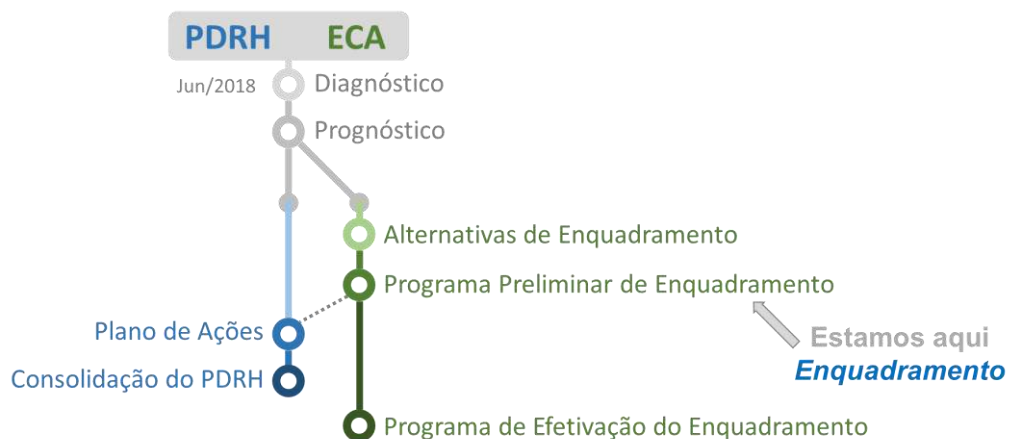 PDRH ECA
Jun/2018 Diagnóstico
Prognóstico
Alternativas de Enquadramento
Programa Preliminar de Enquadramento
Plano de Ações
Estamos aqui
Enquadramento
Consolidação do PDRH
Programa de Efetivação do Enquadramento